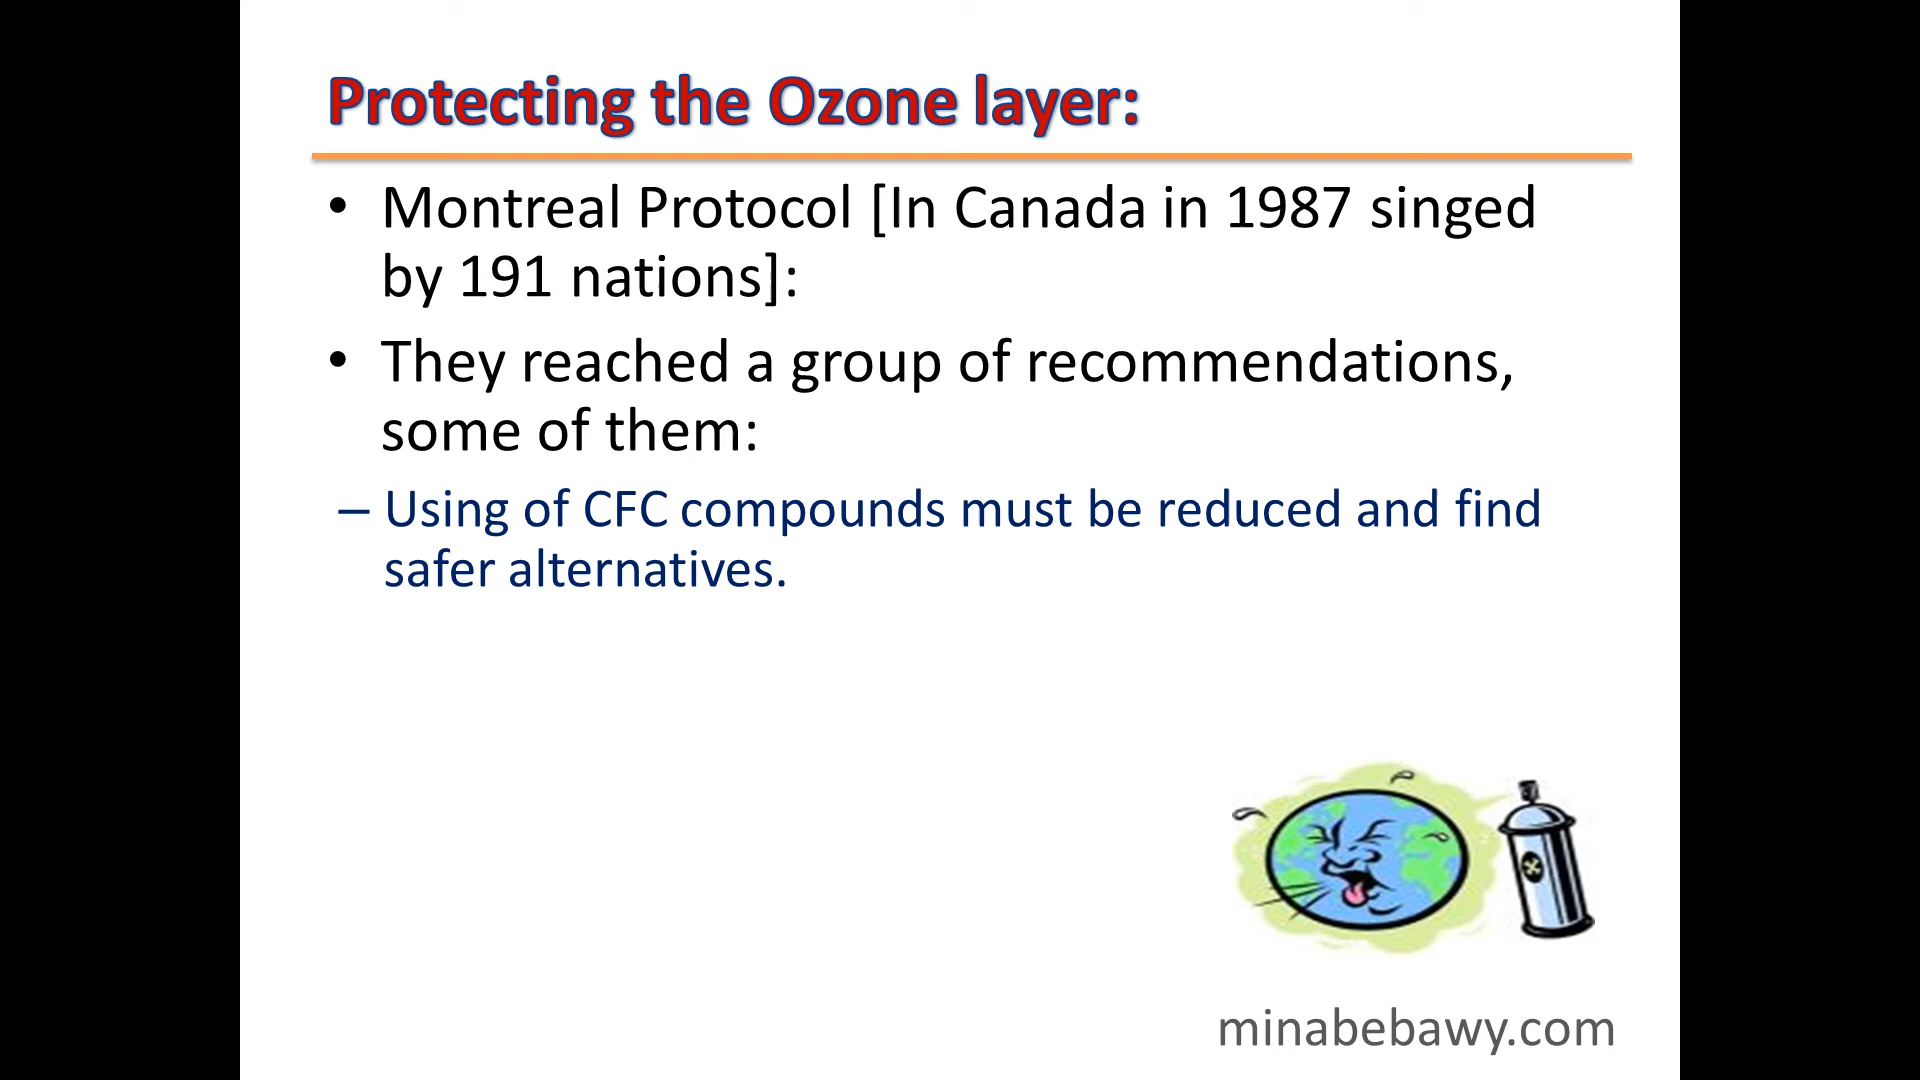 Protecting the Ozone layer:
• Montreal Protocol [In Canada in 1987 singed
by 191 nations]:
• They reached a group of recommendations,
some of them:
– Using of CFC compounds must be reduced and find
safer alternatives.
minabebawy.com